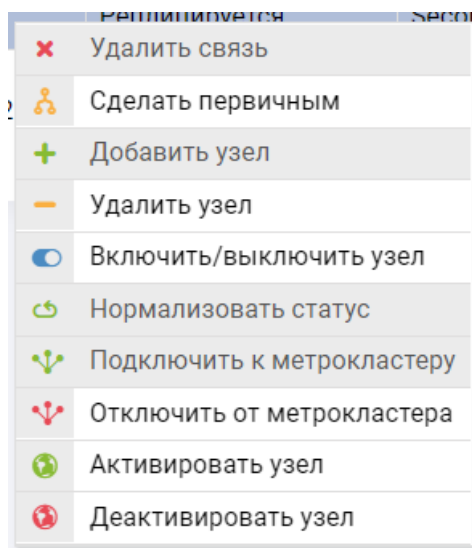 Реплицируется
Удалить связь
Сделать первичным
Добавить узел
Удалить узел
Включить/выключить узел
Нормализовать статус
Подключить к метрокластеру
Отключить от метрокластера
Активировать узел
Деактивировать узел